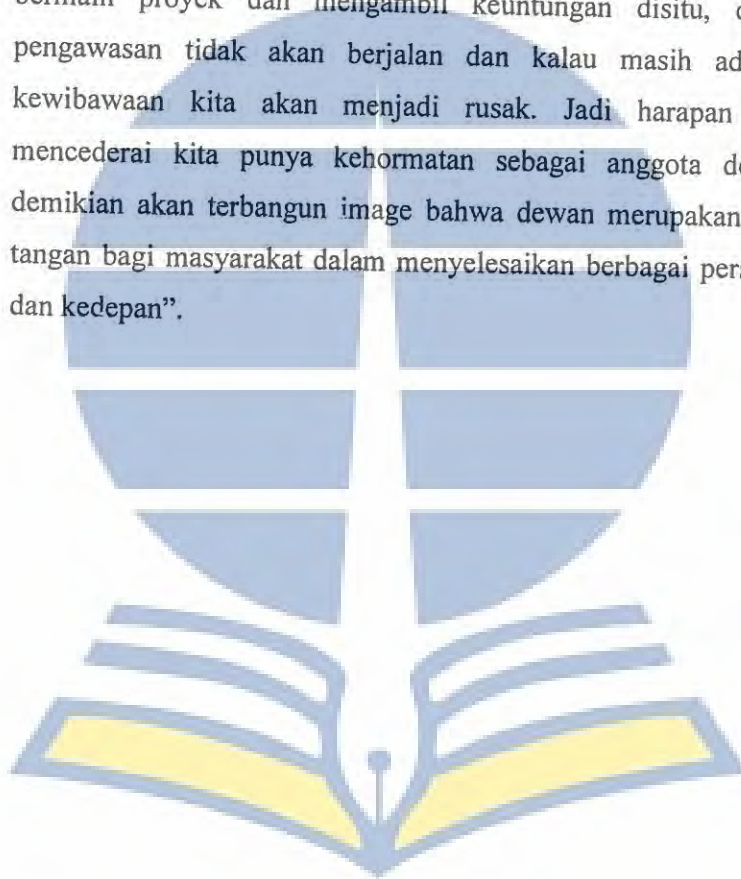 bermain proyek dan mengambil keuntungan disitu,
pengawasan tidak akan berjalan dan kalau masih
kewibawaan kita akan menjadi rusak. Jadi harapan
mencederai kita punya kehormatan sebagai anggota
demikian akan terbangun image bahwa dewan merupakan
tangan bagi masyarakat dalam menyelesaikan berbagai
dan kedepan”.